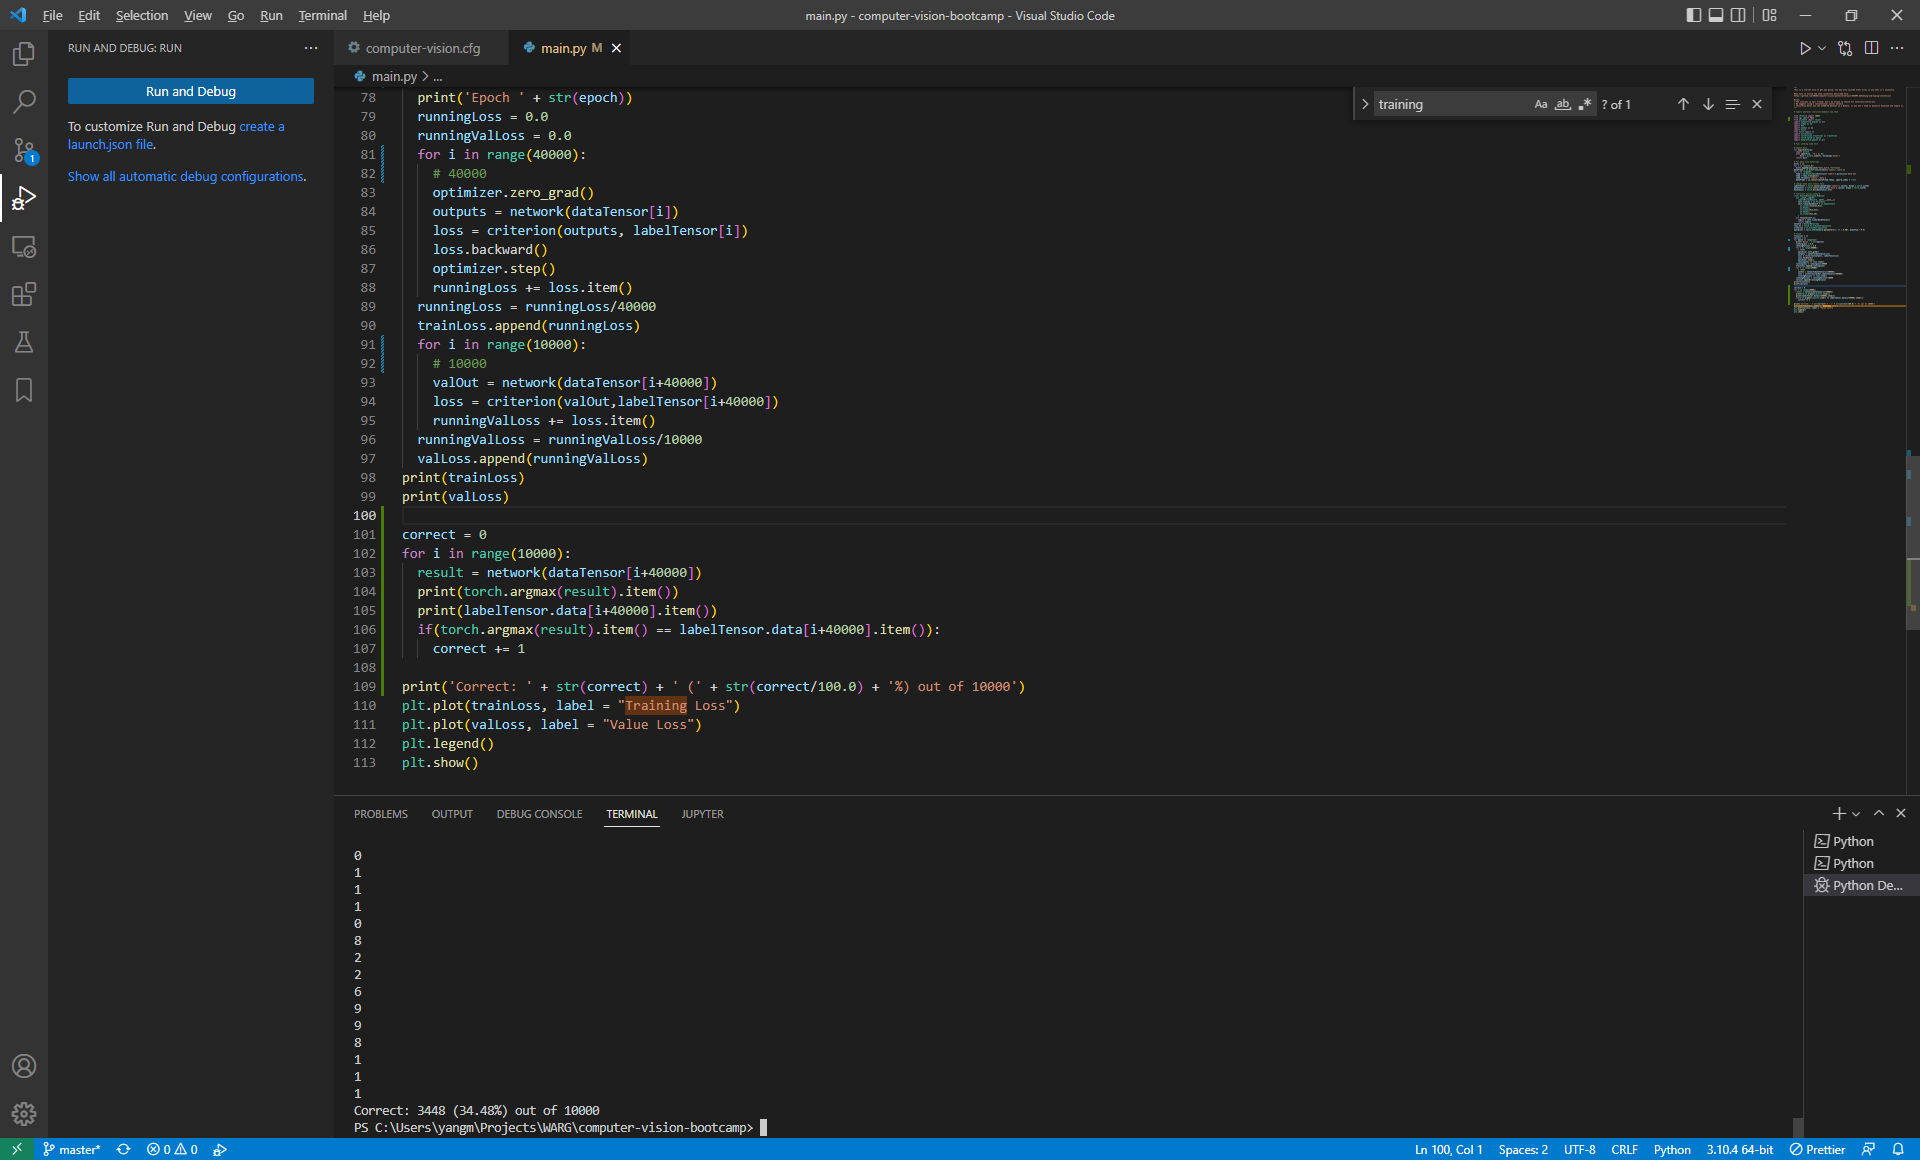 File Edit Selection View Go Run Terminal Help
main.py - computer-vision-bootcamp - Visual Studio Code
RUN AND DEBUG: RUN
Run and Debug
To customize Run and Debug create a
launch.json file.
Show all automatic debug configurations.
1
computer-vision.cfg
main.py M
main.py > ...
training
Aa ab .*
? of 1
78 print('Epoch ' + str(epoch))
79 runningLoss = 0.0
80 runningValLoss = 0.0
81 for i in range(40000):
82 # 40000
83 optimizer.zero_grad()
84 outputs = network(dataTensor[i])
85 loss = criterion(outputs, labelTensor[i])
86 loss.backward()
87 optimizer.step()
88 runningLoss += loss.item()
89 runningLoss = runningLoss/40000
90 trainLoss.append(runningLoss)
91 for i in range(10000):
92 # 10000
93 valOut = network(dataTensor[i+40000])
94 loss = criterion(valOut,labelTensor[i+40000])
95 runningValLoss += loss.item()
96 runningValLoss = runningValLoss/10000
97 valLoss.append(runningValLoss)
98 print(trainLoss)
99 print(valLoss)
100
101 correct = 0
102 for i in range(10000):
103 result = network(dataTensor[i+40000])
104 print(torch.argmax(result).item())
105 print(labelTensor.data[i+40000].item())
106 if(torch.argmax(result).item() == labelTensor.data[i+40000].item()):
107 correct += 1
108
109 print('Correct: ' + str(correct) + ' (' + str(correct/100.0) + '%) out of 10000')
110 plt.plot(trainLoss, label = "Training Loss")
111 plt.plot(valLoss, label = "Value Loss")
112 plt.legend()
113 plt.show()
PROBLEMS OUTPUT DEBUG CONSOLE TERMINAL JUPYTER
0
1
1
1
0
8
2
2
6
9
9
8
1
1
1
Correct: 3448 (34.48%) out of 10000
PS C:\Users\yangm\Projects\WARG\computer-vision-bootcamp>
Python
Python
Python De...
master* 0 0
Ln 100, Col 1 Spaces: 2 UTF-8 CRLF Python 3.10.4 64-bit Prettier